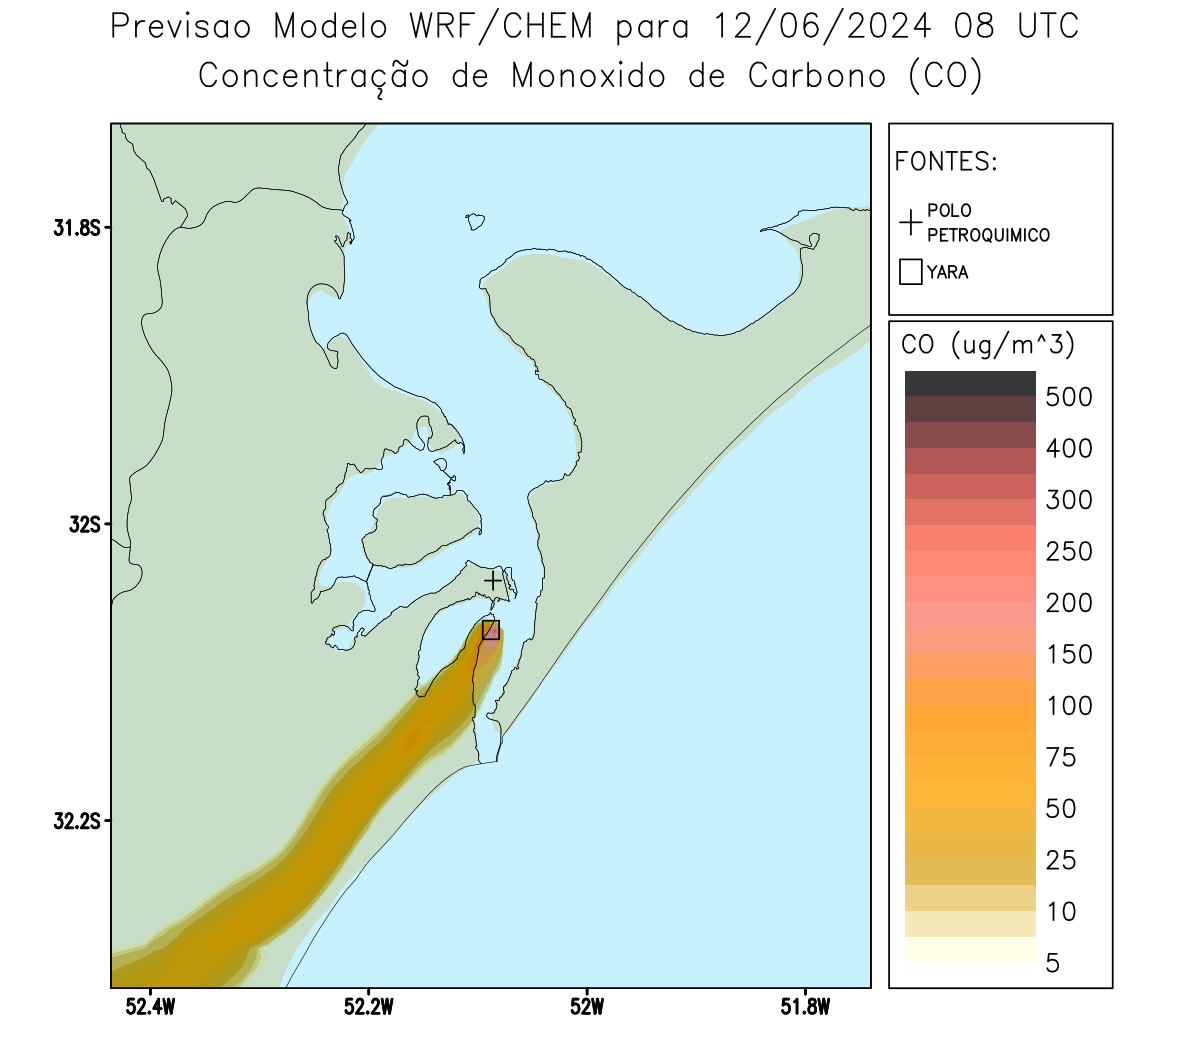 Previsao Modelo WRF/CHEM para 12/06/2024 08 UTC
Concentração de Monoxido de Carbono (CO)
FONTES:
POLO
PETROQUIMICO
YARA
CO (ug/m^3)
500
400
300
250
200
150
100
75
50
25
10
5
31.8S
32S
32.2S
52.4W
52.2W
52W
51.8W